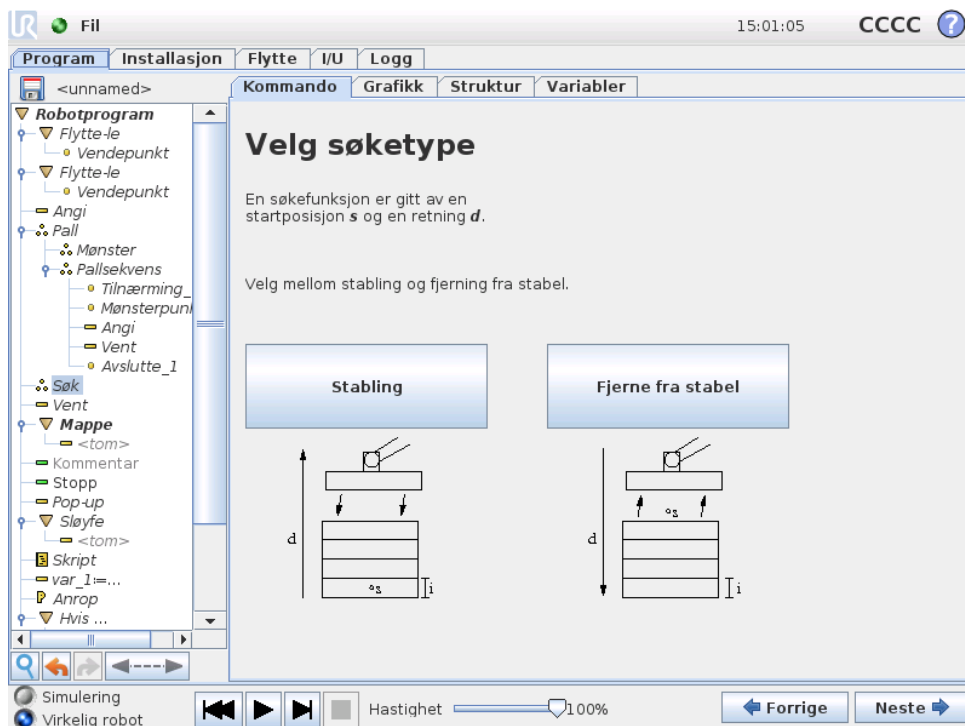 UR Fil 15:01:05 CCCC ?
Program Installasjon Flytte I/U Logg
<unnamed>
Kommando Grafikk Struktur Variabler
Robotprogram
Flytte-le
Vendepunkt
Flytte-le
Vendepunkt
Angi
Pall
Mønster
Pallsekvens
Tilnærming_
Mønsterpun
Angi
Vent
Avslutte_1
Søk
Vent
Mappe
<tom>
Kommentar
Stopp
Pop-up
Sløyfe
<tom>
Skript
var_1:=...
Anrop
Hvis ...
Velg søketype
En søkefunksjon er gitt av en
startposisjon s og en retning d.
Velg mellom stabling og fjerning fra stabel.
Stabling
Fjerne fra stabel
d
s
i
d
s
i
Simulering
Virkelig robot
Hastighet 100%
Forrige
Neste